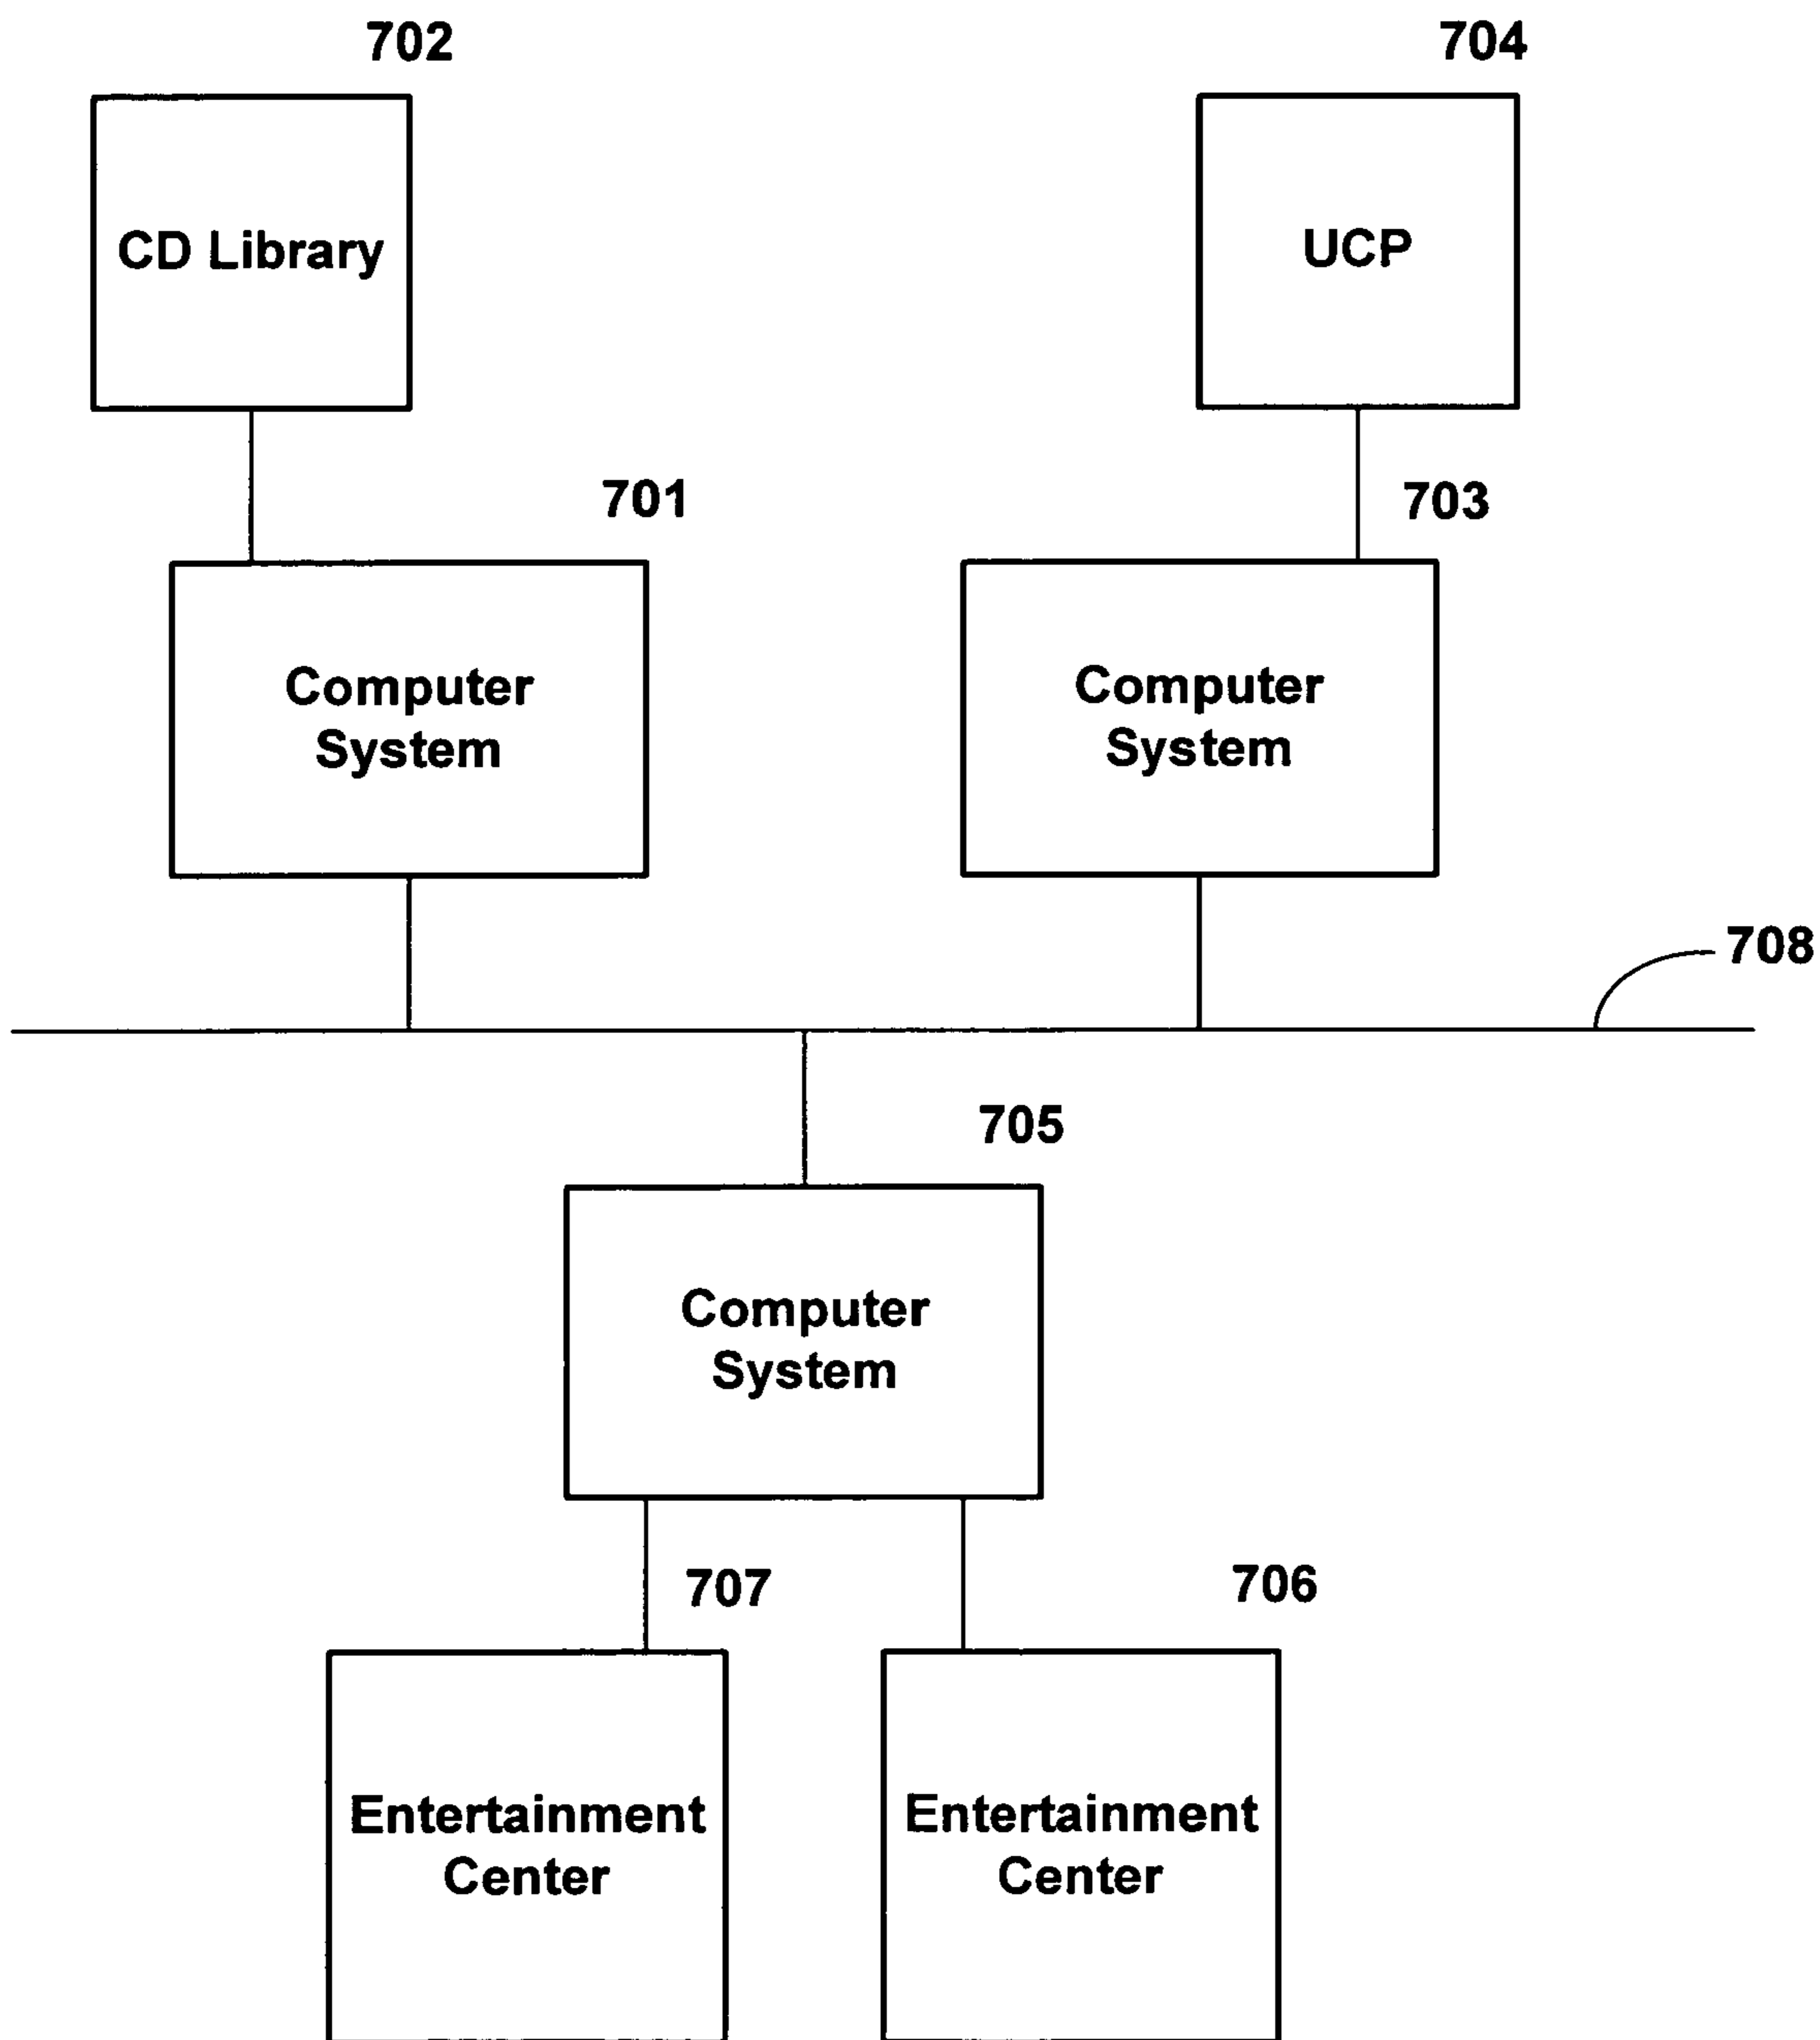 702
704
CD Library
UCP
701
703
Computer
System
Computer
System
708
705
Computer
System
707
706
Entertainment
Center
Entertainment
Center